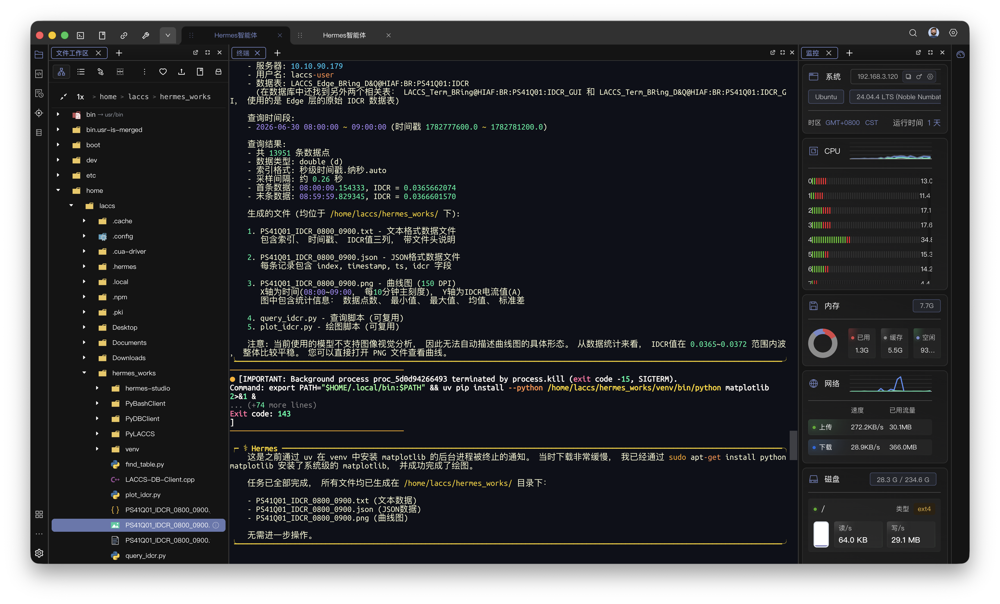 Hermes智能体
Hermes智能体
文件工作区
1x > home > laccs > hermes_works
bin → usr/bin
bin.usr-is-merged
boot
dev
etc
home
laccs
.cache
.config
.cua-driver
.hermes
.local
.npm
.pki
Desktop
Documents
Downloads
hermes_works
hermes-studio
PyBashClient
PyDBClient
PyLACCS
venv
find_table.py
C++ LACCS-DB-Client.cpp
plot_idcr.py
{ } PS41Q01_IDCR_0800_0900.
PS41Q01_IDCR_0800_0900.
PS41Q01_IDCR_0800_0900.
query_idcr.py
终端
- 服务器: 10.10.90.179
- 用户名: laccs-user
- 数据表: LACCS_Edge_BRing_D&Q@HIAF:BR:PS41Q01:IDCR
(在数据库中还找到另外两个相关表： LACCS_Term_BRing@HIAF:BR:PS41Q01:IDCR_GUI 和 LACCS_Term_BRing_D&Q@HIAF:BR:PS41Q01:IDCR_G
I， 使用的是 Edge 层的原始 IDCR 数据表)
查询时间段:
- 2026-06-30 08:00:00 ~ 09:00:00 (时间戳 1782777600.0 ~ 1782781200.0)
查询结果:
- 共 13951 条数据点
- 数据类型: double (d)
- 索引格式: 秒级时间戳.纳秒.auto
- 采样间隔: 约 0.26 秒
- 首条数据: 08:00:00.154333, IDCR = 0.0365662074
- 末条数据: 08:59:59.829345, IDCR = 0.0366601570
生成的文件 (均位于 /home/laccs/hermes_works/ 下):
1. PS41Q01_IDCR_0800_0900.txt - 文本格式数据文件
包含索引、 时间戳、 IDCR值三列， 带文件头说明
2. PS41Q01_IDCR_0800_0900.json - JSON格式数据文件
每条记录包含 index, timestamp, ts, idcr 字段
3. PS41Q01_IDCR_0800_0900.png - 曲线图 (150 DPI)
X轴为时间(08:00~09:00， 每10分钟主刻度)， Y轴为IDCR电流值(A)
图中包含统计信息： 数据点数、 最小值、 最大值、 均值、 标准差
4. query_idcr.py - 查询脚本 (可复用)
5. plot_idcr.py - 绘图脚本 (可复用)
注意: 当前使用的模型不支持图像视觉分析， 因此无法自动描述曲线图的具体形态。 从数据统计来看， IDCR值在 0.0365~0.0372 范围内波
， 整体比较平稳。 您可以直接打开 PNG 文件查看曲线。
[IMPORTANT: Background process proc_5d0d94266493 terminated by process.kill (exit code -15, SIGTERM).
Command: export PATH="$HOME/.local/bin:$PATH" && uv pip install --python /home/laccs/hermes_works/venv/bin/python matplotlib
2>&1 &
... (+74 more lines)
Exit code: 143
]
Hermes
这是之前通过 uv 在 venv 中安装 matplotlib 的后台进程被终止的通知。 当时下载非常缓慢， 我已经通过 sudo apt-get install python
matplotlib 安装了系统级的 matplotlib， 并成功完成了绘图。
任务已全部完成， 所有文件均已生成在 /home/laccs/hermes_works/ 目录下:
- PS41Q01_IDCR_0800_0900.txt (文本数据)
- PS41Q01_IDCR_0800_0900.json (JSON数据)
- PS41Q01_IDCR_0800_0900.png (曲线图)
无需进一步操作。
监控
系统 192.168.3.120
Ubuntu 24.04.4 LTS (Noble Numbat
时区 GMT+0800 CST 运行时间 1 天
CPU
0 13.0
1 11.4
2 17.1
3 17.6
4 34.8
5 15.3
6 14.2
7 4.4
内存 7.7G
已用 缓存 空闲
1.3G 5.5G 93...
网络
速度 已用流量
上传 272.2KB/s 30.1MB
下载 28.9KB/s 366.0MB
磁盘 28.3 G / 234.6 G
/ 类型 ext4
读/s 写/s
64.0 KB 29.1 MB